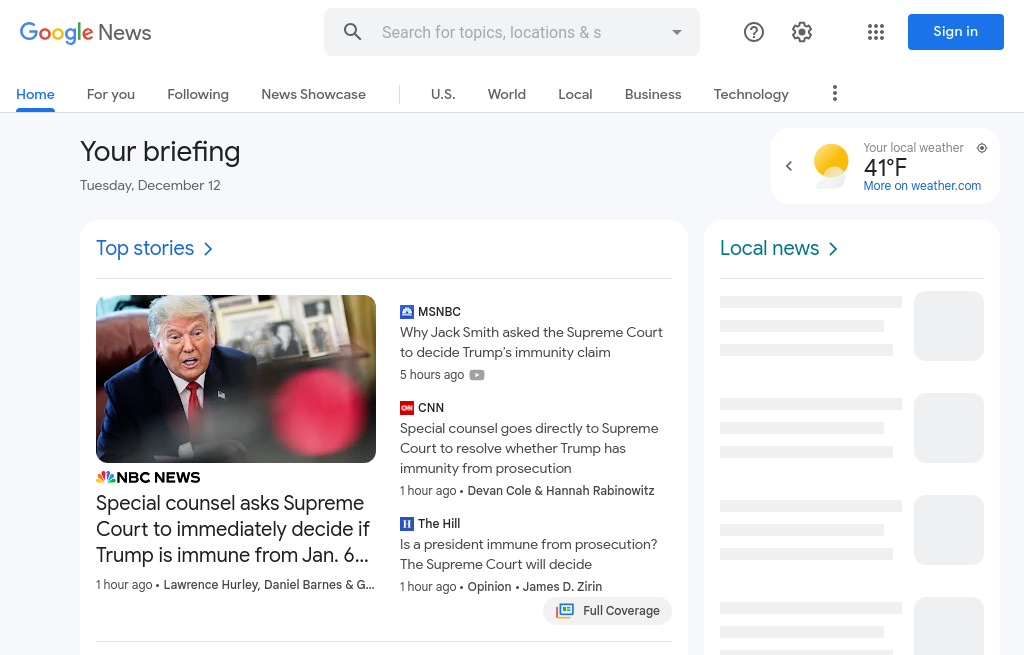 Google News
Search for topics, locations & s
Sign in
Home
For you
Following
News Showcase
U.S.
World
Local
Business
Technology
Your briefing
Tuesday, December 12
Your local weather
41°F
More on weather.com
Top stories
NBC NEWS
Special counsel asks Supreme
Court to immediately decide if
Trump is immune from Jan. 6...
1 hour ago • Lawrence Hurley, Daniel Barnes & G...
MSNBC
Why Jack Smith asked the Supreme Court
to decide Trump's immunity claim
5 hours ago
CNN
CNN
Special counsel goes directly to Supreme
Court to resolve whether Trump has
immunity from prosecution
1 hour ago • Devan Cole & Hannah Rabinowitz
H
The Hill
Is a president immune from prosecution?
The Supreme Court will decide
1 hour ago • Opinion • James D. Zirin
Full Coverage
Local news